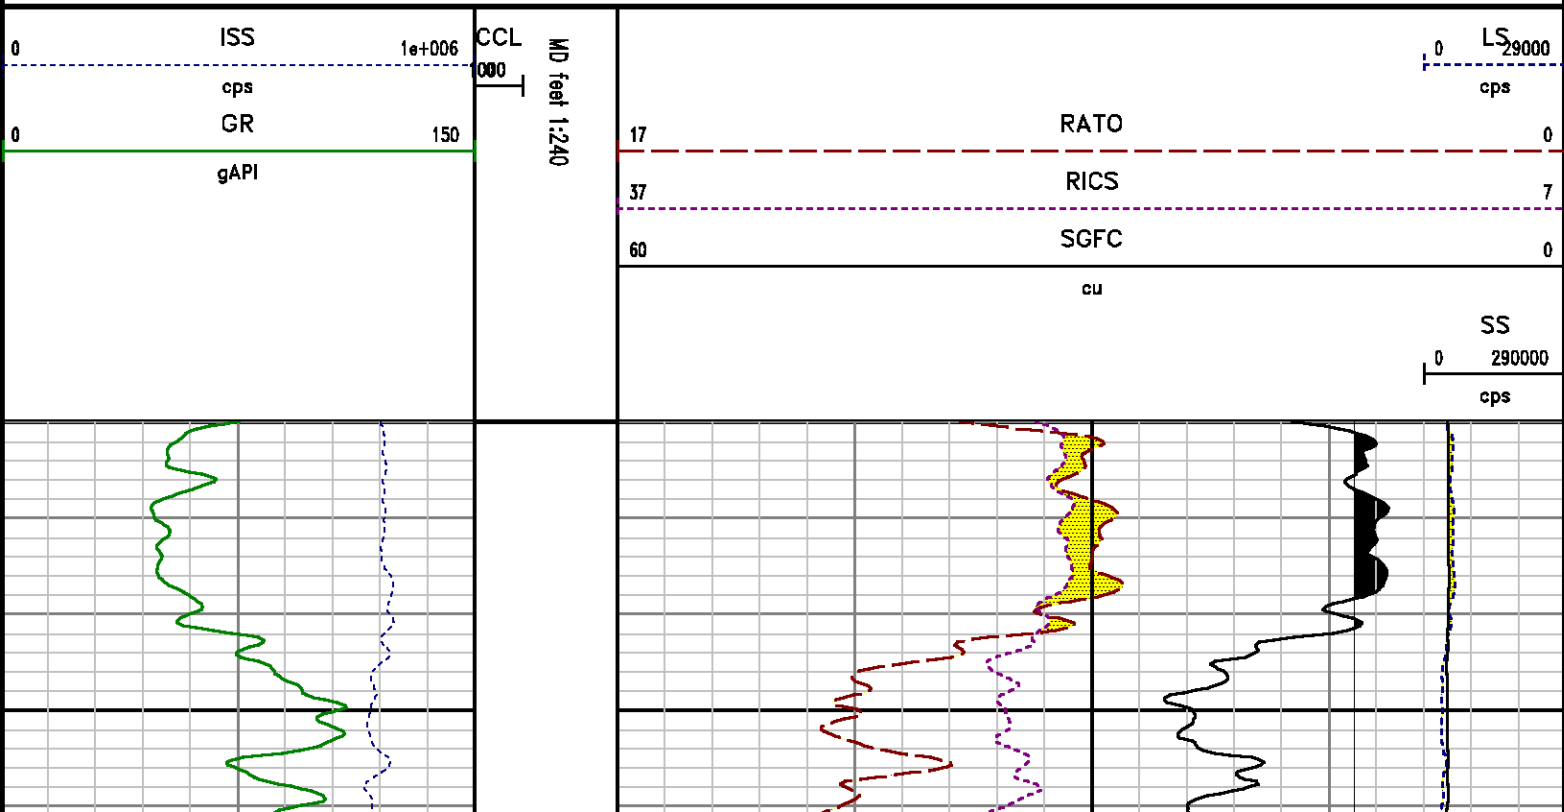 ISS
0 1e+006
cps
GR
0 150
gAPI
CCL
MD feet 1:240
LS
0 29000
cps
RATO
17 0
RICS
37 7
SGFC
60 0
cu
SS
0 290000
cps